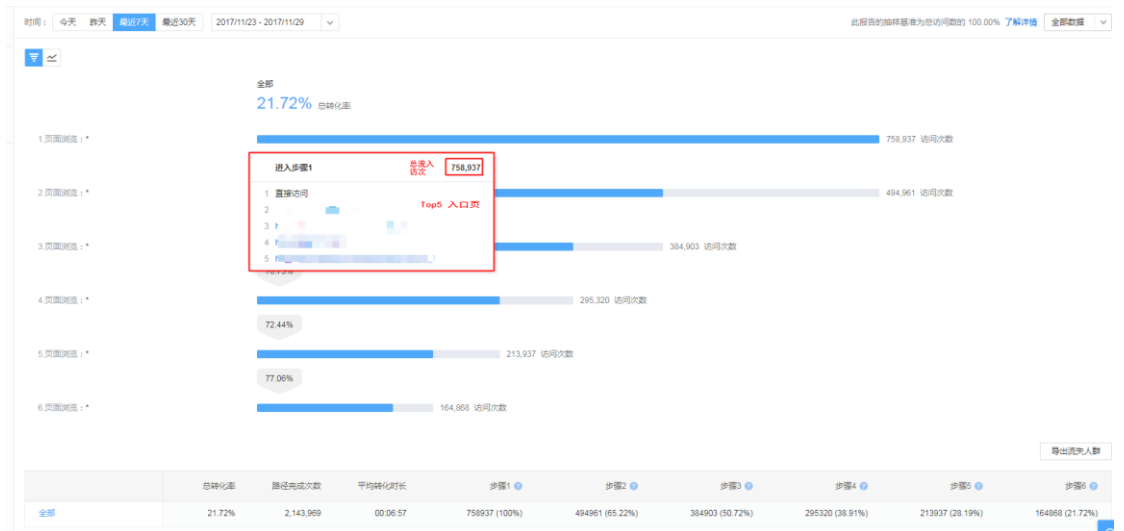 时间： 今天 昨天 最近7天 最近30天 2017/11/23 - 2017/11/29 此报告的抽样基准为总访问数的 100.00% 了解详情 全部数据
全部
21.72% 总转化率
1.页面浏览：* 758,937 访问次数
进入步骤1 总流入访次 758,937
1 直接访问
Top5 入口页
2
3
4
5
2.页面浏览：* 494,961 访问次数
3.页面浏览：* 384,903 访问次数
4.页面浏览：* 295,320 访问次数
72.44%
5.页面浏览：* 213,937 访问次数
77.06%
6.页面浏览：* 164,868 访问次数
导出流失人群
总转化率 路径完成次数 平均转化时长 步骤1 步骤2 步骤3 步骤4 步骤5 步骤6
全部 21.72% 2,143,969 00:06:57 758937 (100%) 494961 (65.22%) 384903 (50.72%) 295320 (38.91%) 213937 (28.19%) 164868 (21.72%)